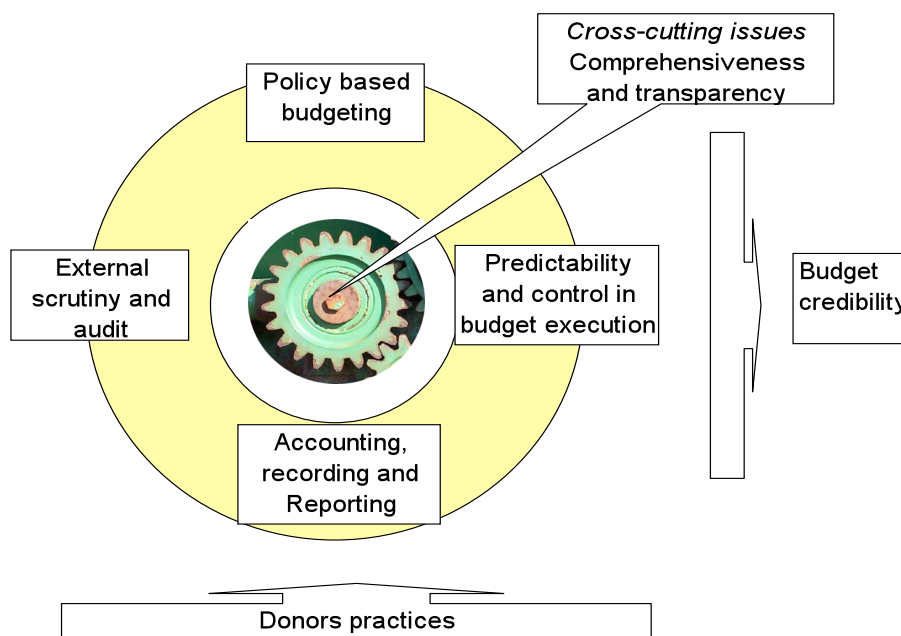 Cross-cutting issues
Comprehensiveness
and transparency
Policy based
budgeting
External
scrutiny and
audit
Predictability
and control in
budget execution
Budget
credibility
Accounting,
recording and
Reporting
Donors practices